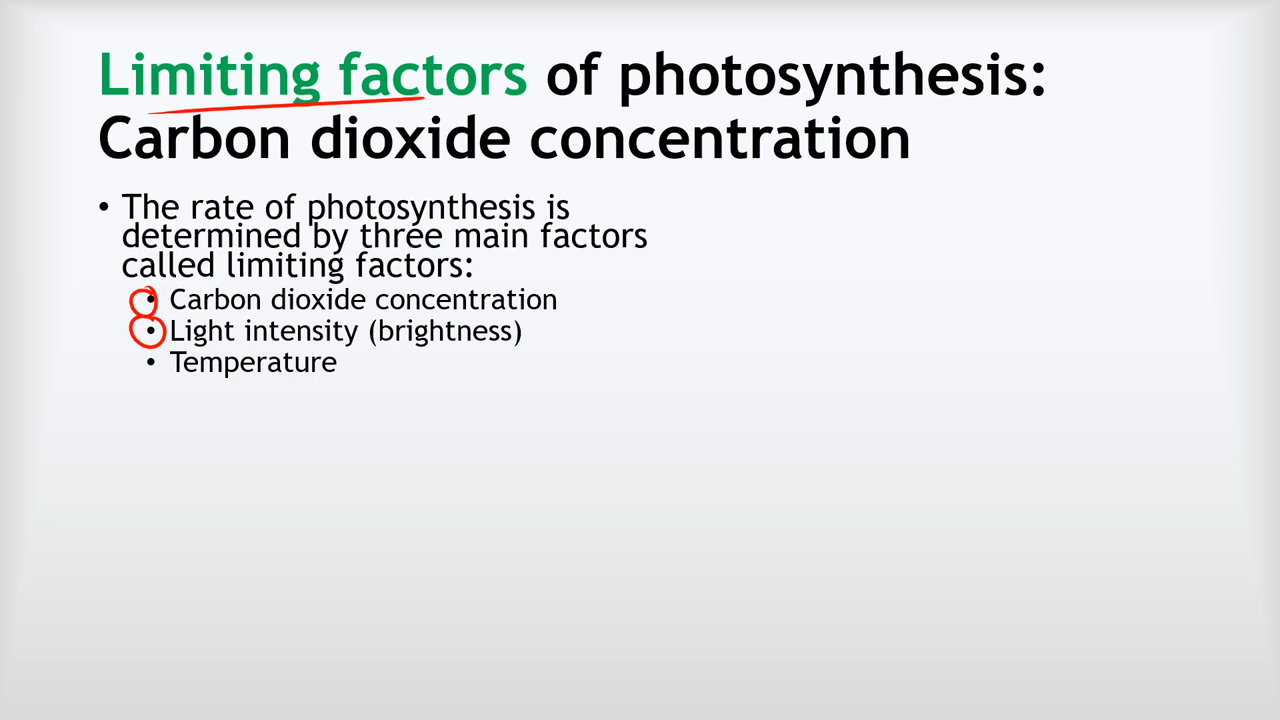 Limiting factors of photosynthesis:
Carbon dioxide concentration
• The rate of photosynthesis is
determined by three main factors
called limiting factors:
• Carbon dioxide concentration
• Light intensity (brightness)
• Temperature